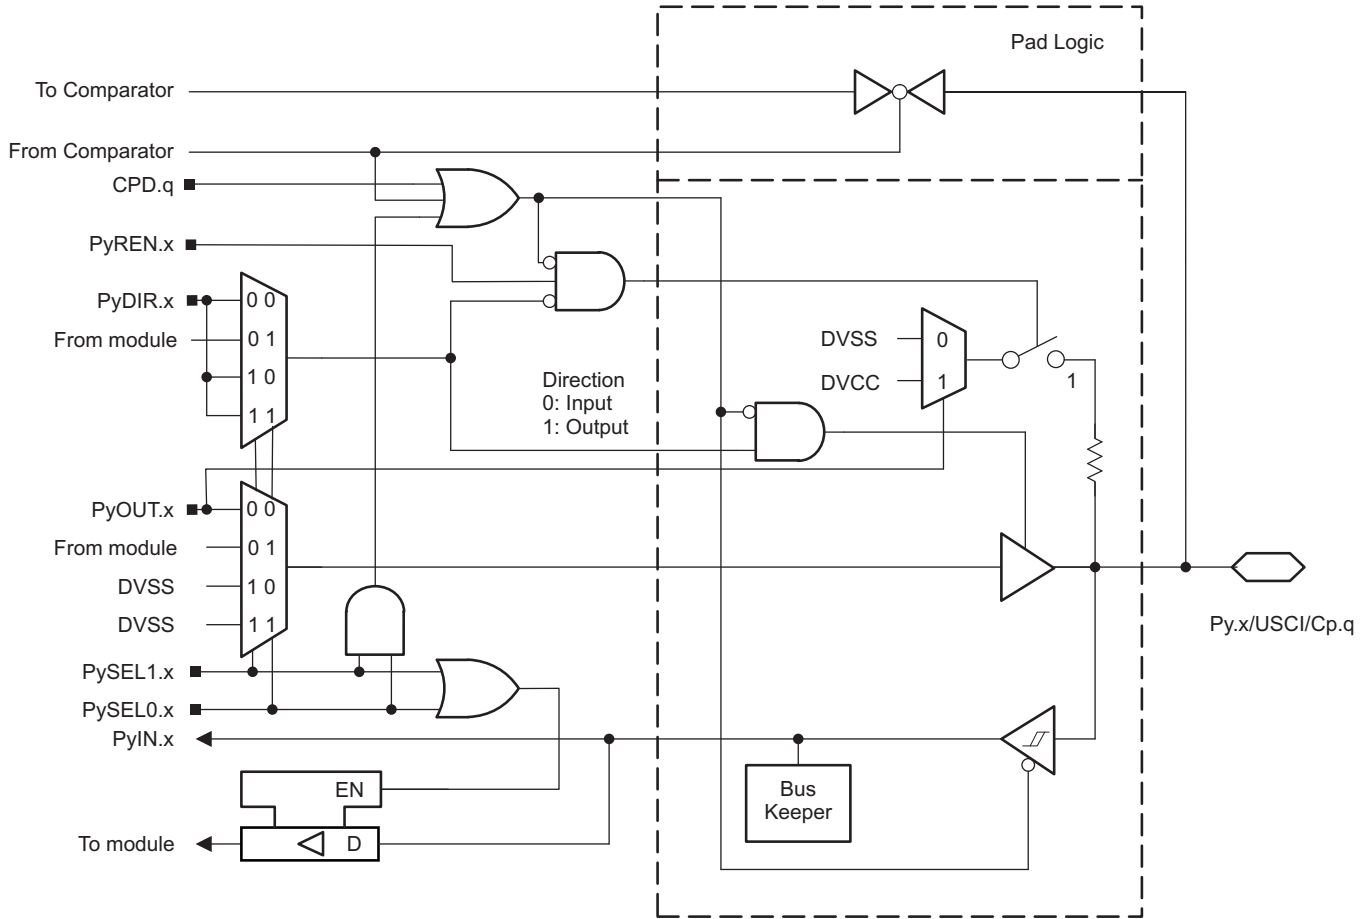 Pad Logic
To Comparator
From Comparator
CPD.q
PyREN.x
PyDIR.x
0 0
From module
0 1
1 0
1 1
Direction
0: Input
1: Output
DVSS
0
DVCC
1
1
PyOUT.x
0 0
From module
0 1
DVSS
1 0
DVSS
1 1
Py.x/USCI/Cp.q
PySEL1.x
PySEL0.x
PyIN.x
EN
Bus
Keeper
To module
D